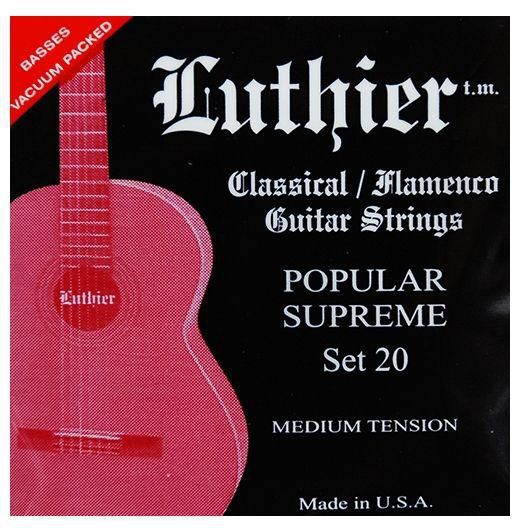 BASSES
VACUUM PACKED
Luthier t.m.
Classical / Flamenco
Guitar Strings
POPULAR
SUPREME
Set 20
Luthier
MEDIUM TENSION
Made in U.S.A.